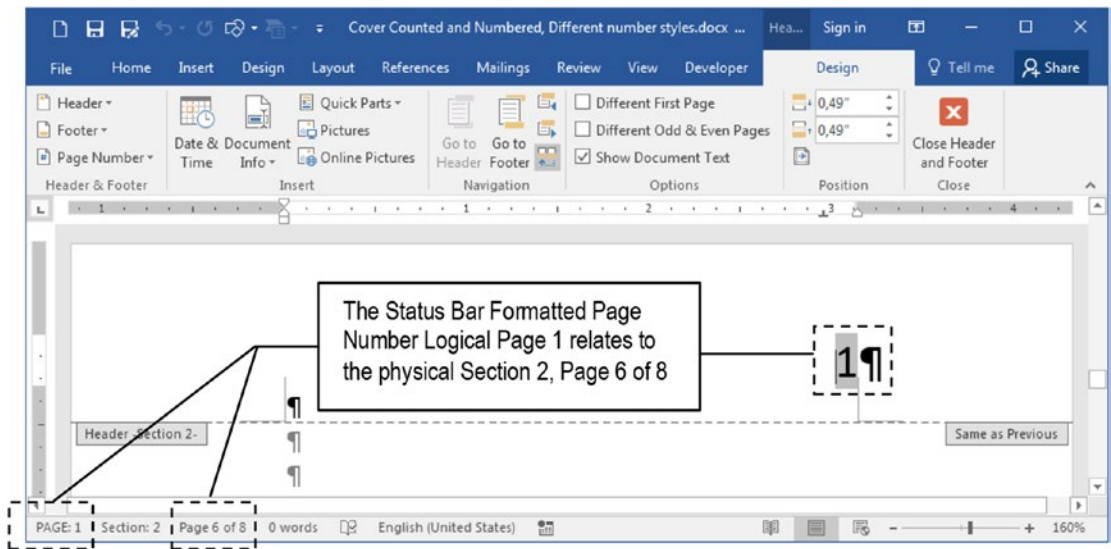 Cover Counted and Numbered, Different number styles.docx ... Hea... Sign in
File Home Insert Design Layout References Mailings Review View Developer Design Tell me Share
Header Quick Parts Different First Page 0,49"
Footer Pictures Different Odd & Even Pages 0,49"
Page Number Date & Time Document Info Online Pictures Go to Header Go to Footer Show Document Text Close Header and Footer
Header & Footer Insert Navigation Options Position Close
L 1 1 2 3 4
The Status Bar Formatted Page
Number Logical Page 1 relates to
the physical Section 2, Page 6 of 8
1¶
¶
Header -Section 2- Same as Previous
¶
¶
PAGE: 1 Section: 2 Page 6 of 8 0 words English (United States) 160%